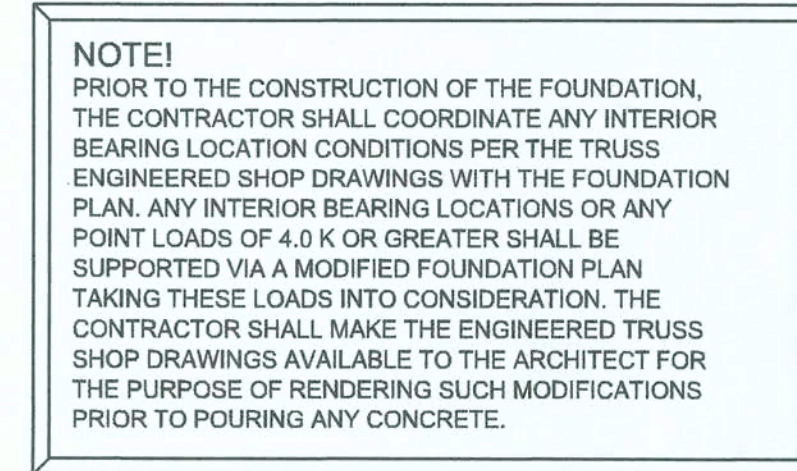 NOTE!
PRIOR TO THE CONSTRUCTION OF THE FOUNDATION,
THE CONTRACTOR SHALL COORDINATE ANY INTERIOR
BEARING LOCATION CONDITIONS PER THE TRUSS
ENGINEERED SHOP DRAWINGS WITH THE FOUNDATION
PLAN. ANY INTERIOR BEARING LOCATIONS OR ANY
POINT LOADS OF 4.0 K OR GREATER SHALL BE
SUPPORTED VIA A MODIFIED FOUNDATION PLAN
TAKING THESE LOADS INTO CONSIDERATION. THE
CONTRACTOR SHALL MAKE THE ENGINEERED TRUSS
SHOP DRAWINGS AVAILABLE TO THE ARCHITECT FOR
THE PURPOSE OF RENDERING SUCH MODIFICATIONS
PRIOR TO POURING ANY CONCRETE.